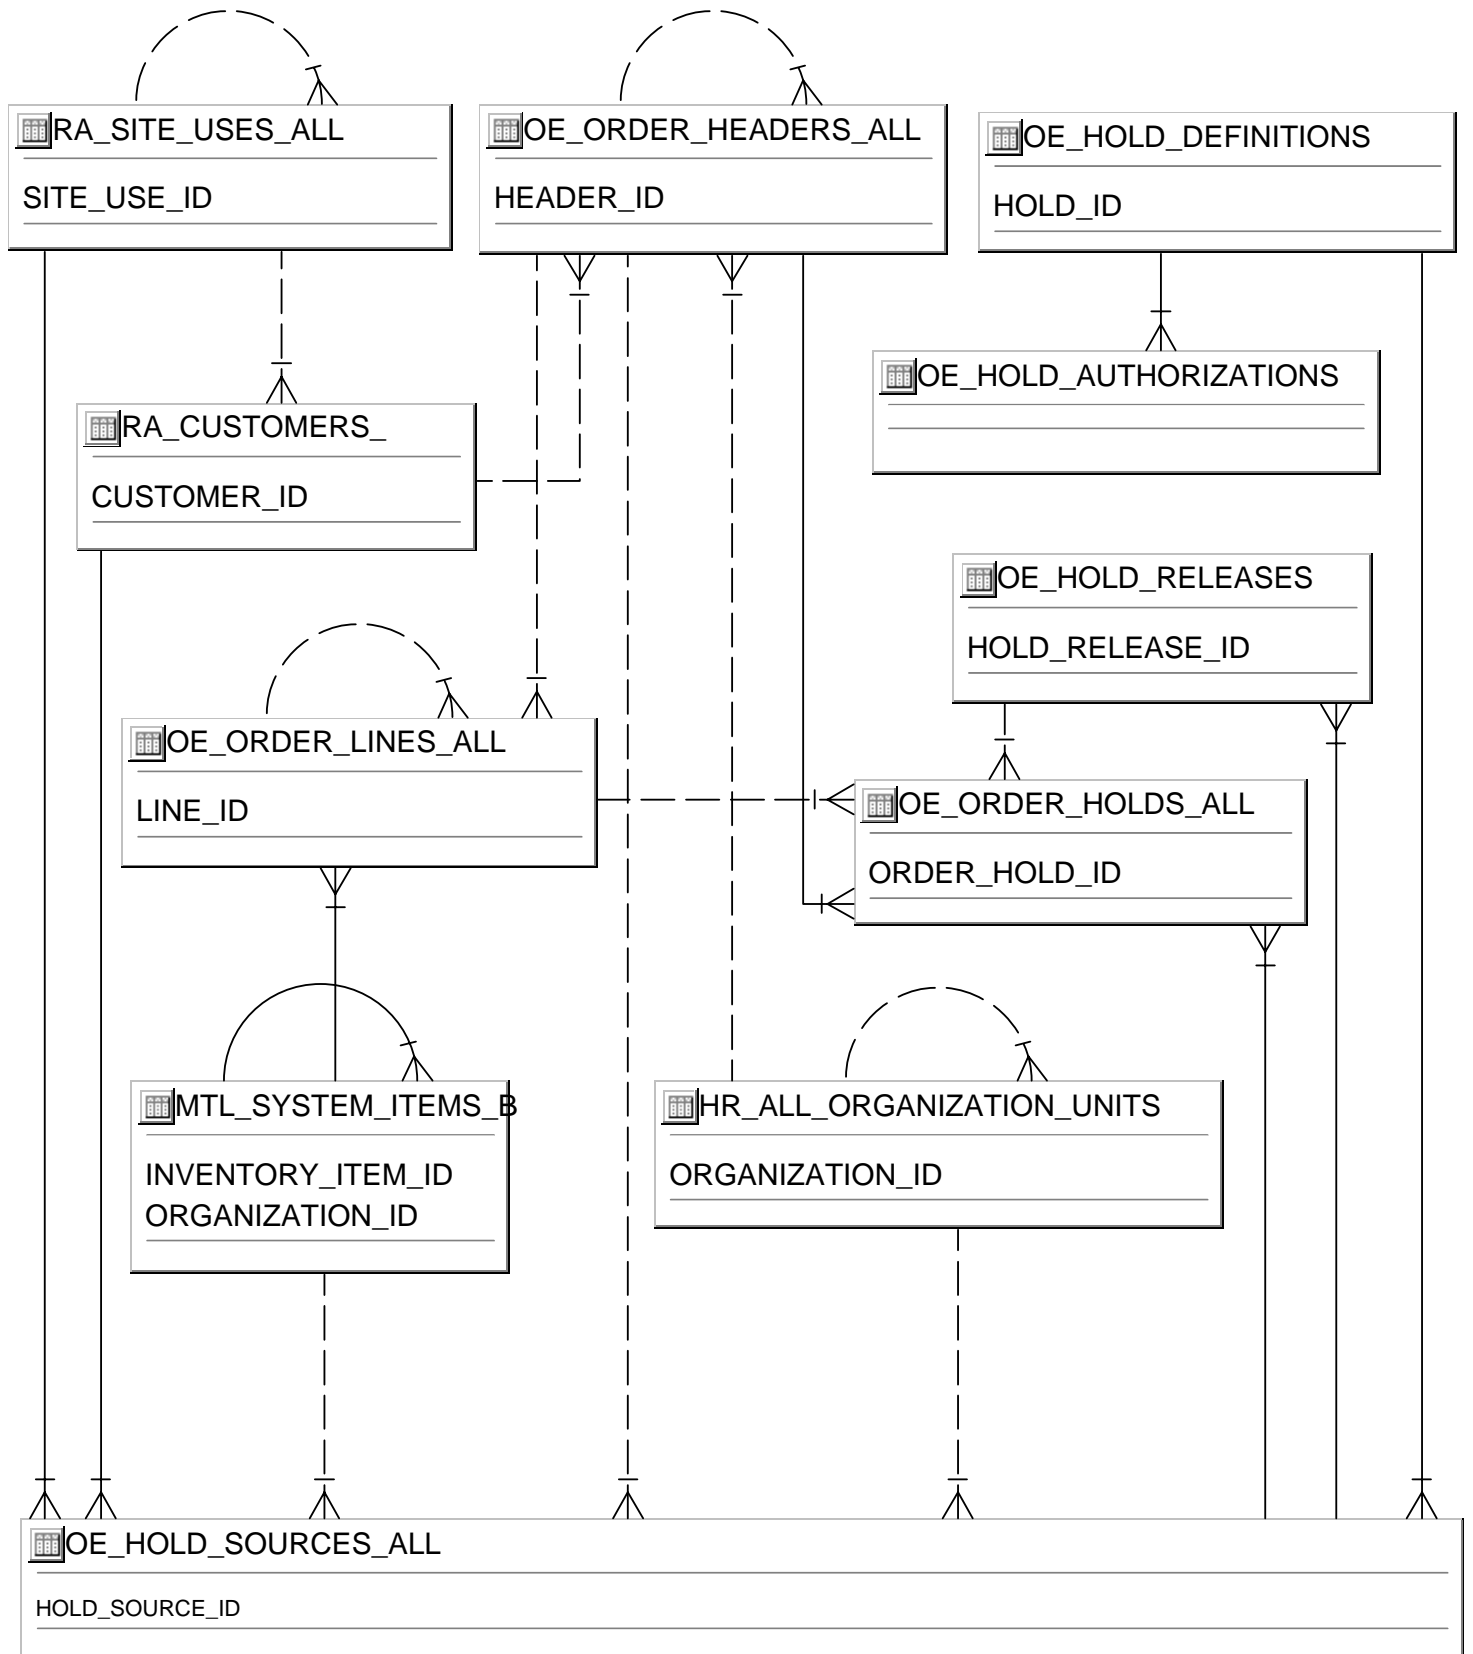 RA_SITE_USES_ALL
SITE_USE_ID
OE_ORDER_HEADERS_ALL
HEADER_ID
OE_HOLD_DEFINITIONS
HOLD_ID
OE_HOLD_AUTHORIZATIONS
RA_CUSTOMERS_
CUSTOMER_ID
OE_HOLD_RELEASES
HOLD_RELEASE_ID
OE_ORDER_LINES_ALL
LINE_ID
OE_ORDER_HOLDS_ALL
ORDER_HOLD_ID
MTL_SYSTEM_ITEMS_B
INVENTORY_ITEM_ID
ORGANIZATION_ID
HR_ALL_ORGANIZATION_UNITS
ORGANIZATION_ID
OE_HOLD_SOURCES_ALL
HOLD_SOURCE_ID